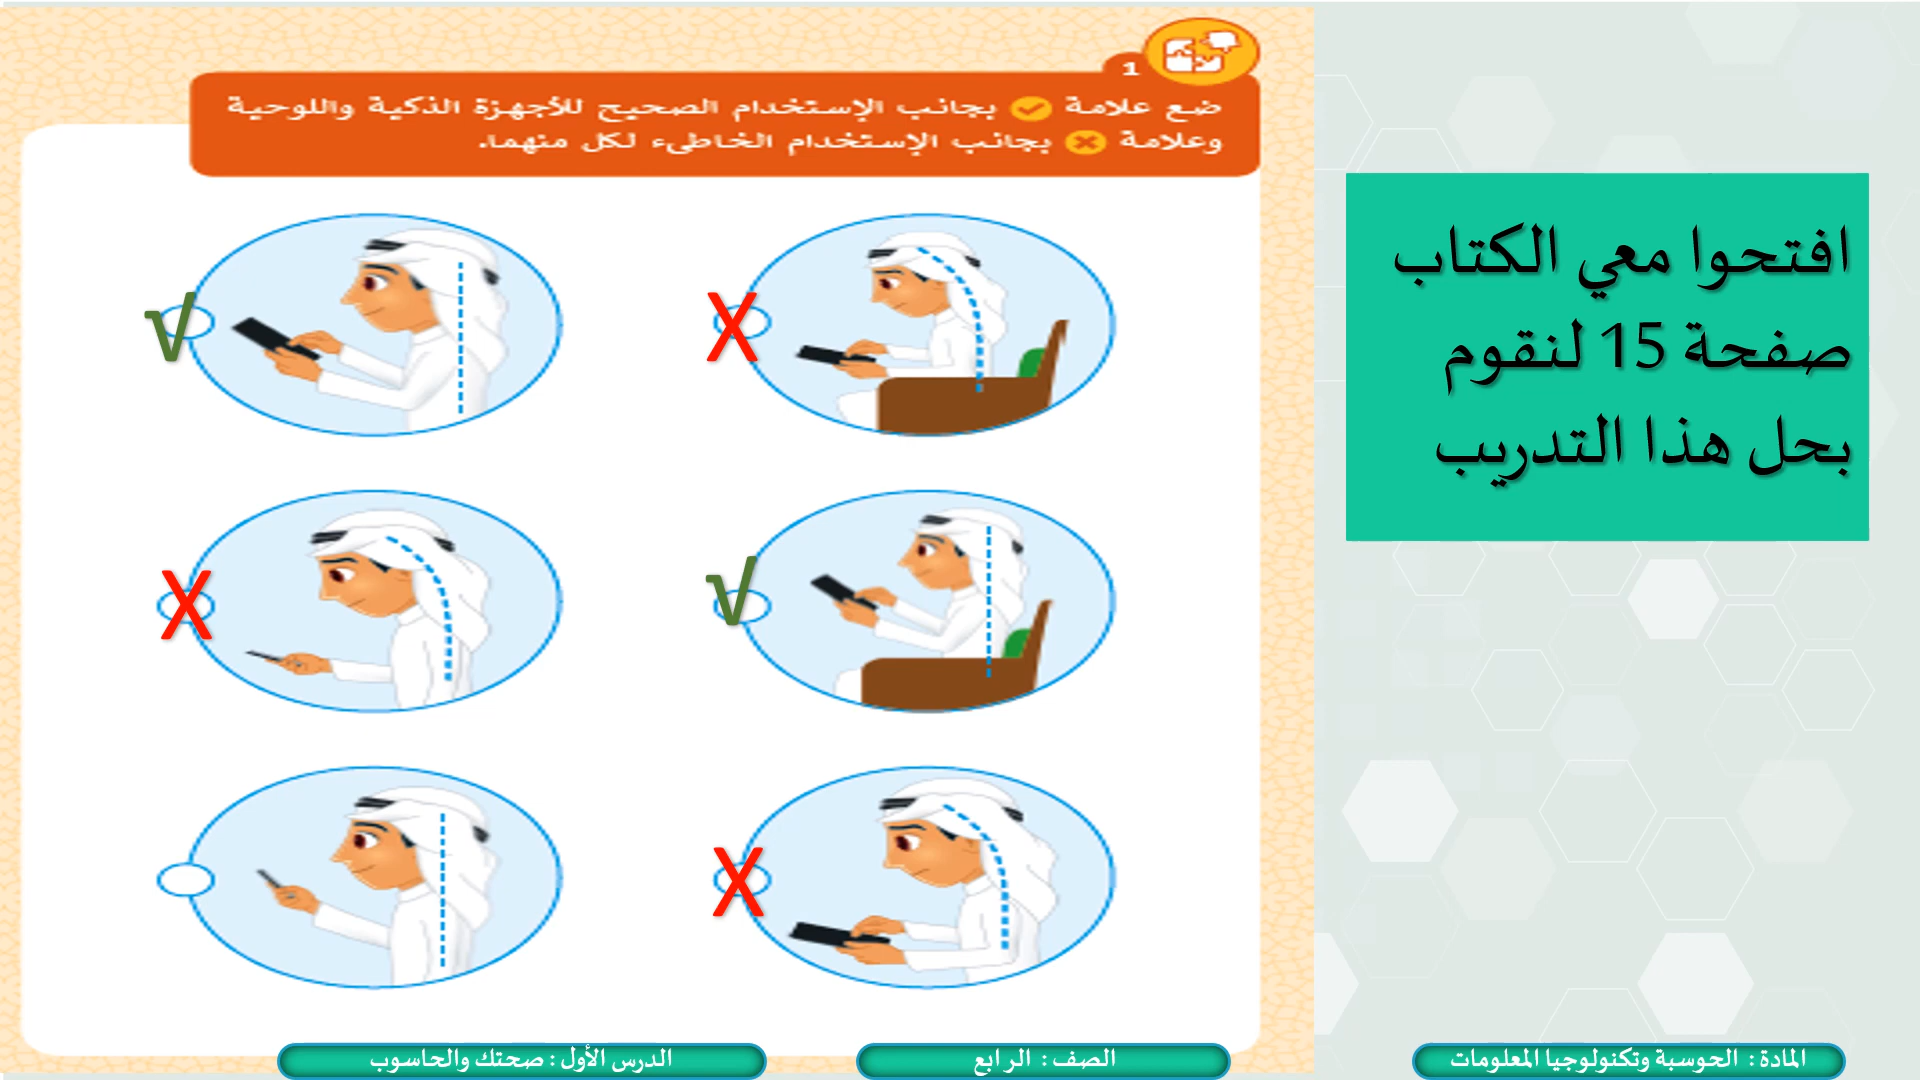 1
ضع علامة ✓ بجانب الإستخدام الصحيح للأجهزة الذكية واللوحية
وعلامة ✗ بجانب الإستخدام الخاطىء لكل منهما.
افتحوا معي الكتاب
صفحة 15 لنقوم
بحل هذا التدريب
X
√
√
X
X
المادة : الحوسبة وتكنولوجيا المعلومات
الصف : الرابع
الدرس الأول : صحتك والحاسوب